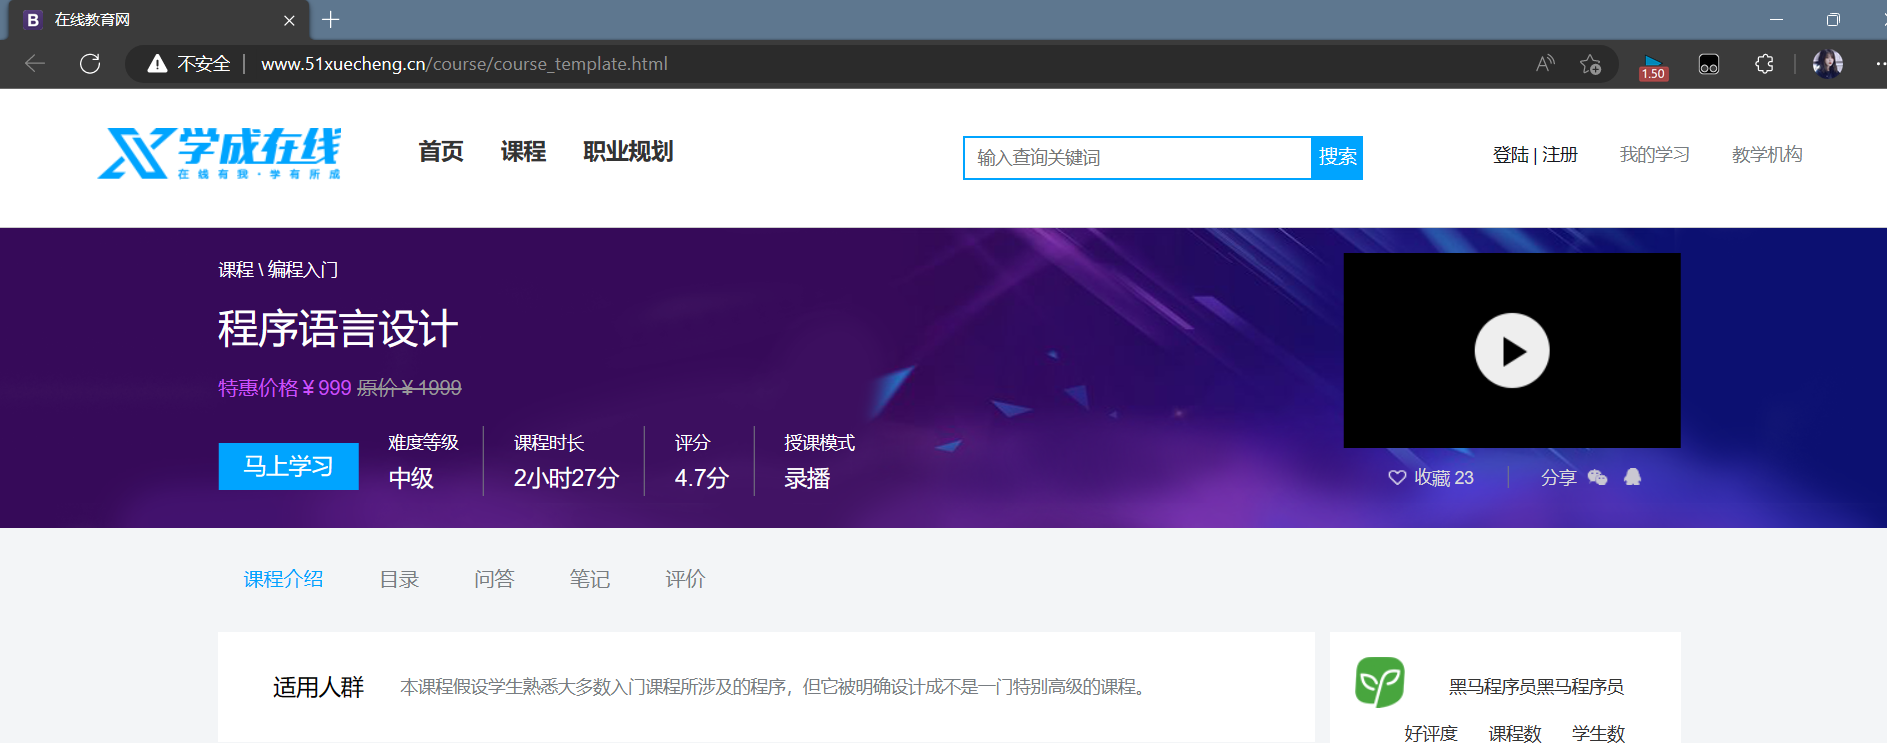 B 在线教育网
不安全 | www.51xuecheng.cn/course/course_template.html
1.50
学成在线
在线有我·学有所成
首页 课程 职业规划
输入查询关键词 搜索
登陆 | 注册 我的学习 教学机构
课程 \ 编程入门
程序语言设计
特惠价格 ¥ 999 原价 ¥ 1999
马上学习
难度等级 课程时长 评分 授课模式
中级 2小时27分 4.7分 录播
收藏 23 分享
课程介绍 目录 问答 笔记 评价
适用人群 本课程假设学生熟悉大多数入门课程所涉及的程序，但它被明确设计成不是一门特别高级的课程。
黑马程序员黑马程序员
好评度 课程数 学生数